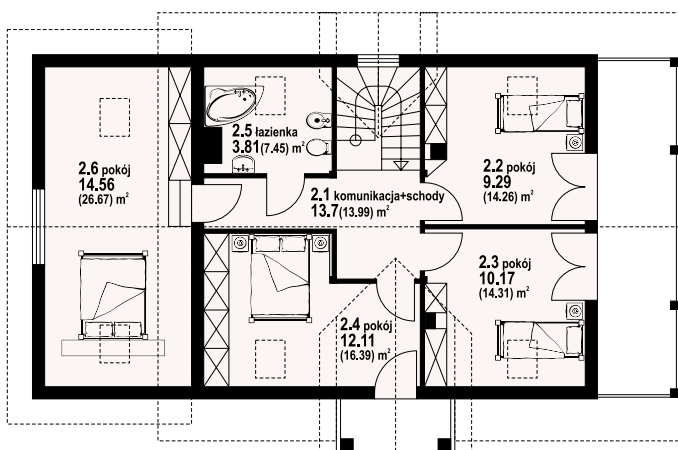 2.5 łazienka
3.81(7.45) m²
2.6 pokój
14.56
(26.67) m²
2.1 komunikacja+schody
13.7(13.99) m²
2.2 pokój
9.29
(14.26) m²
2.3 pokój
10.17
(14.31) m²
2.4 pokój
12.11
(16.39) m²